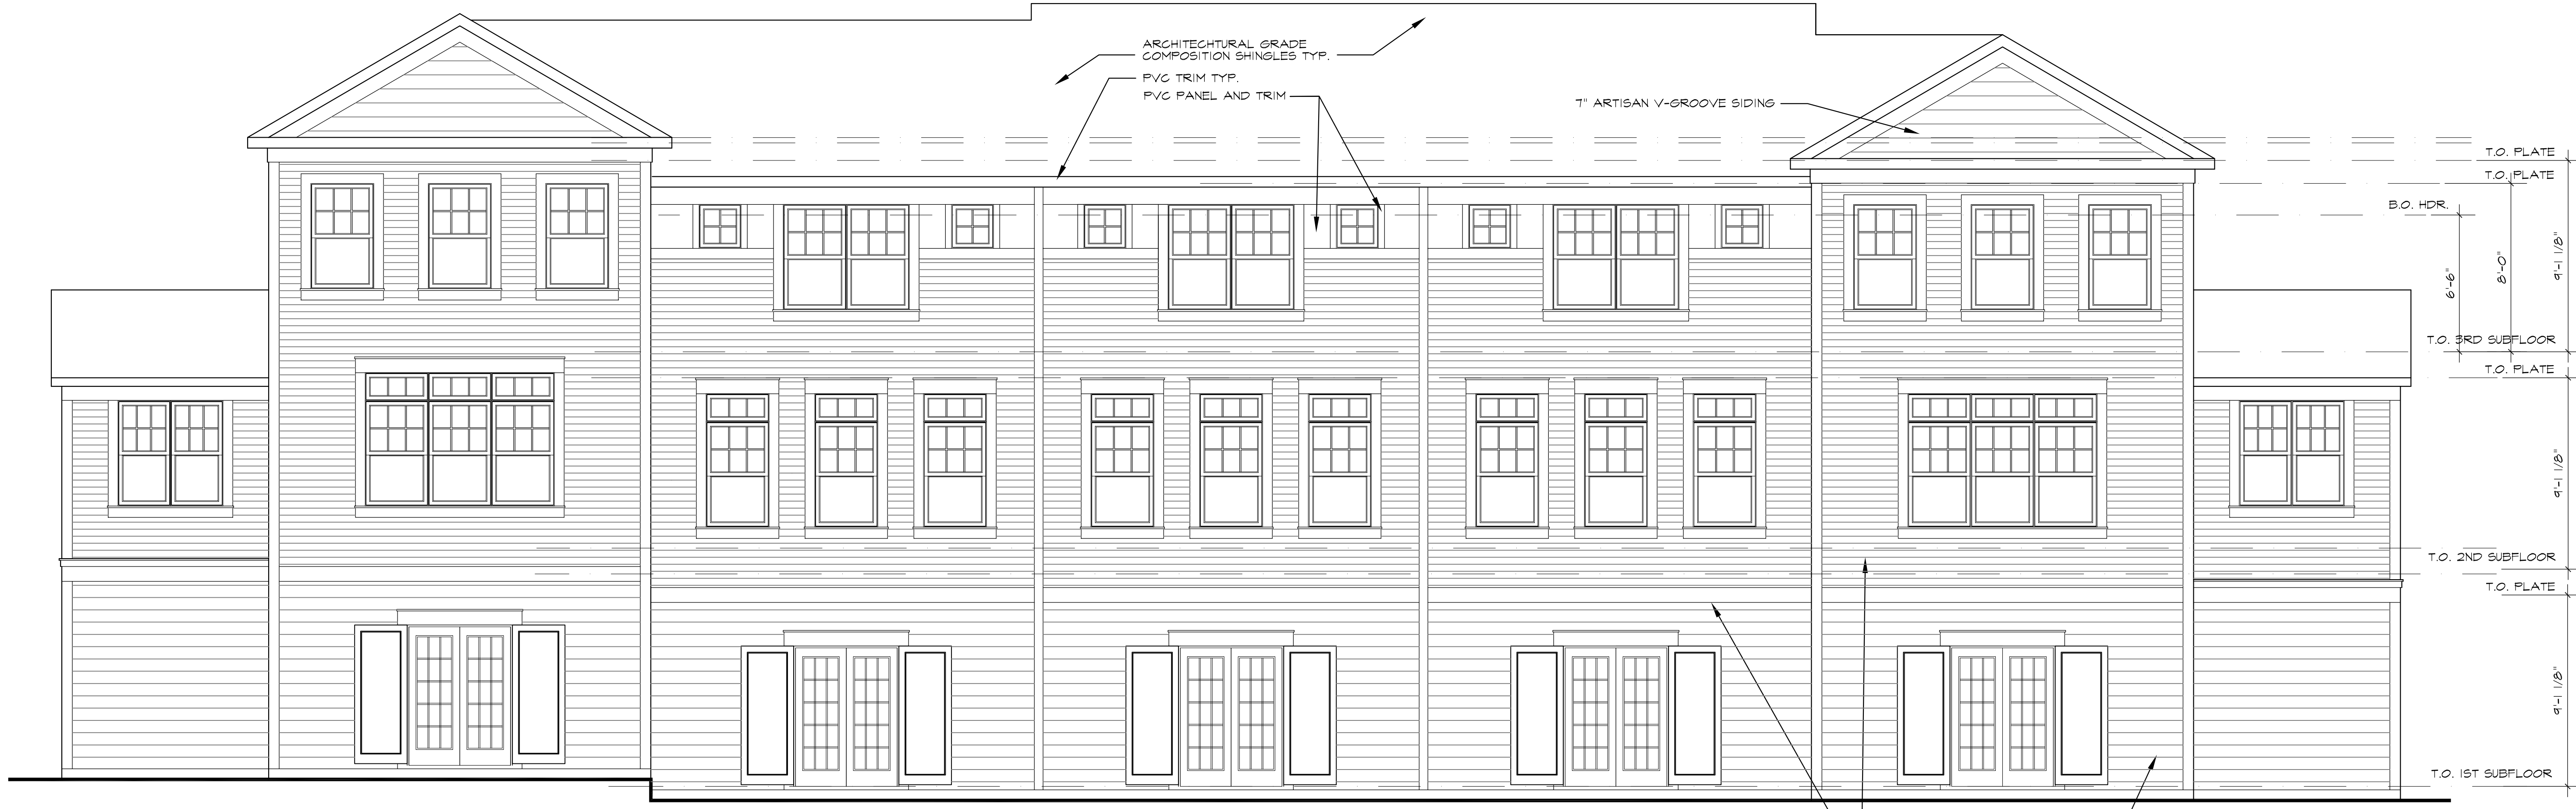 ARCHITECHTURAL GRADE
COMPOSITION SHINGLES TYP.
PVC TRIM TYP.
PVC PANEL AND TRIM
7" ARTISAN V-GROOVE SIDING
T.O. PLATE
T.O. PLATE
B.O. HDR.
6'-6"
8'-0"
9'-1 1/8"
T.O. 3RD SUBFLOOR
T.O. PLATE
9'-1 1/8"
T.O. 2ND SUBFLOOR
T.O. PLATE
9'-1 1/8"
T.O. 1ST SUBFLOOR